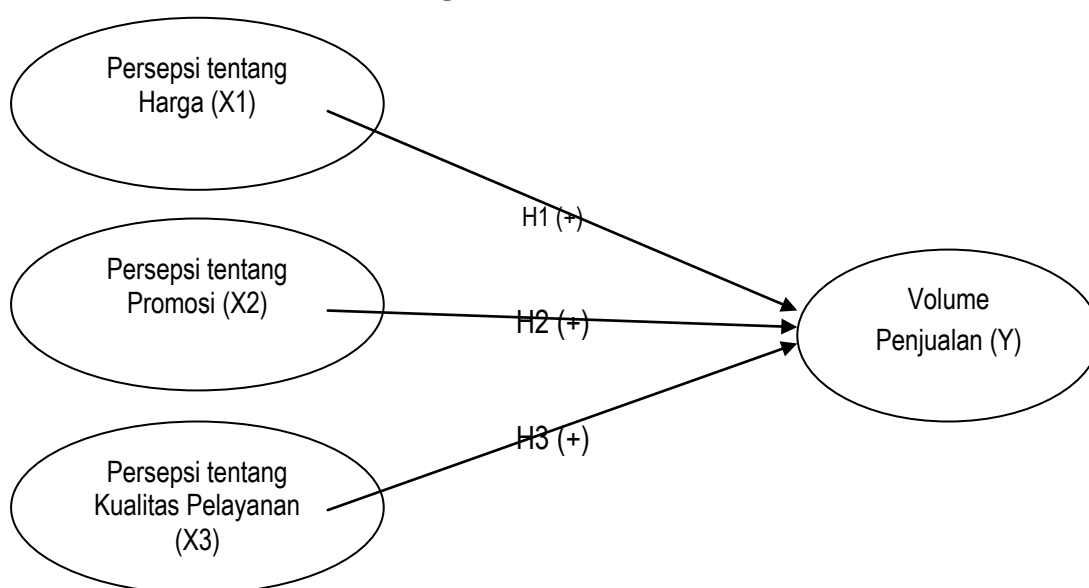 Persepsi tentang
Harga (X1)
H1 (+)
Persepsi tentang
Promosi (X2)
H2 (+)
Volume
Penjualan (Y)
H3 (+)
Persepsi tentang
Kualitas Pelayanan
(X3)